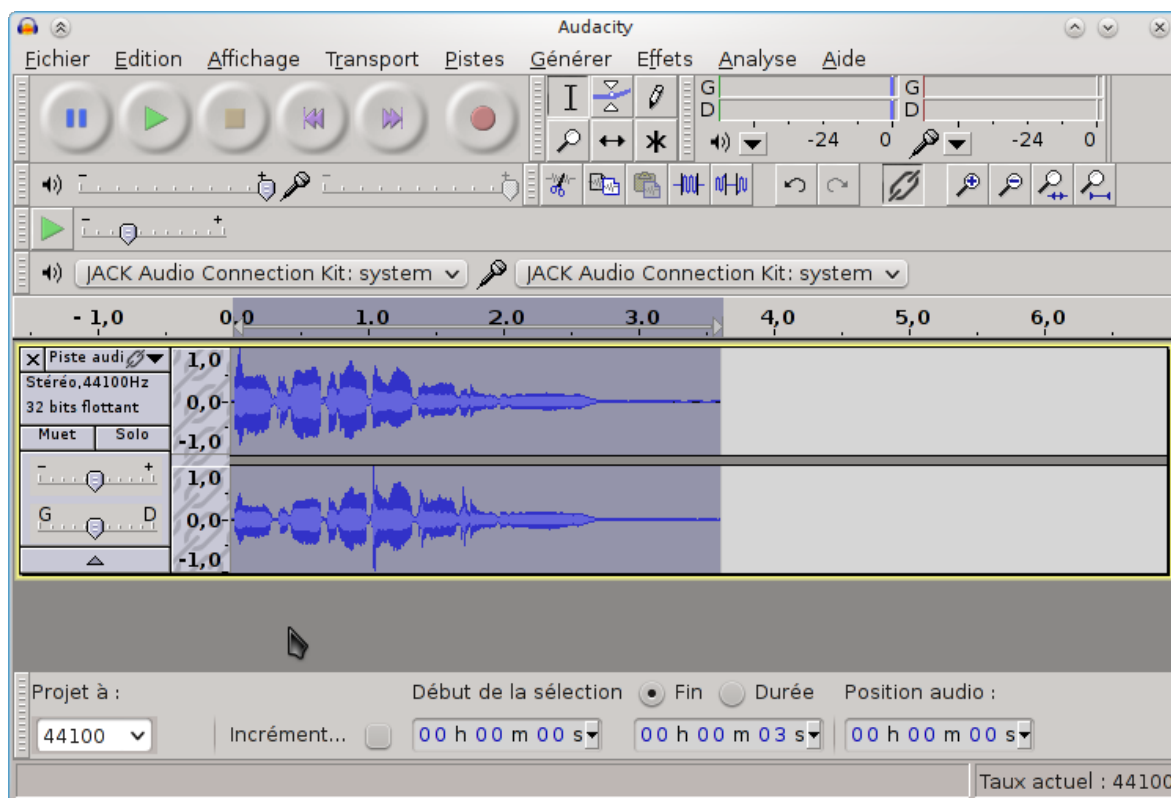 Audacity
Fichier Edition Affichage Transport Pistes Générer Effets Analyse Aide
G G
D D
-24 0 -24 0
- +
JACK Audio Connection Kit: system JACK Audio Connection Kit: system
- 1,0 0,0 1.0 2.0 3.0 4,0 5,0 6,0
Piste audi 1,0
Stéréo,44100Hz
32 bits flottant 0,0
Muet Solo -1,0
- + 1,0
G D 0,0
-1,0
Projet à : Début de la sélection Fin Durée Position audio :
44100 Incrément... 00 h 00 m 00 s 00 h 00 m 03 s 00 h 00 m 00 s
Taux actuel : 44100